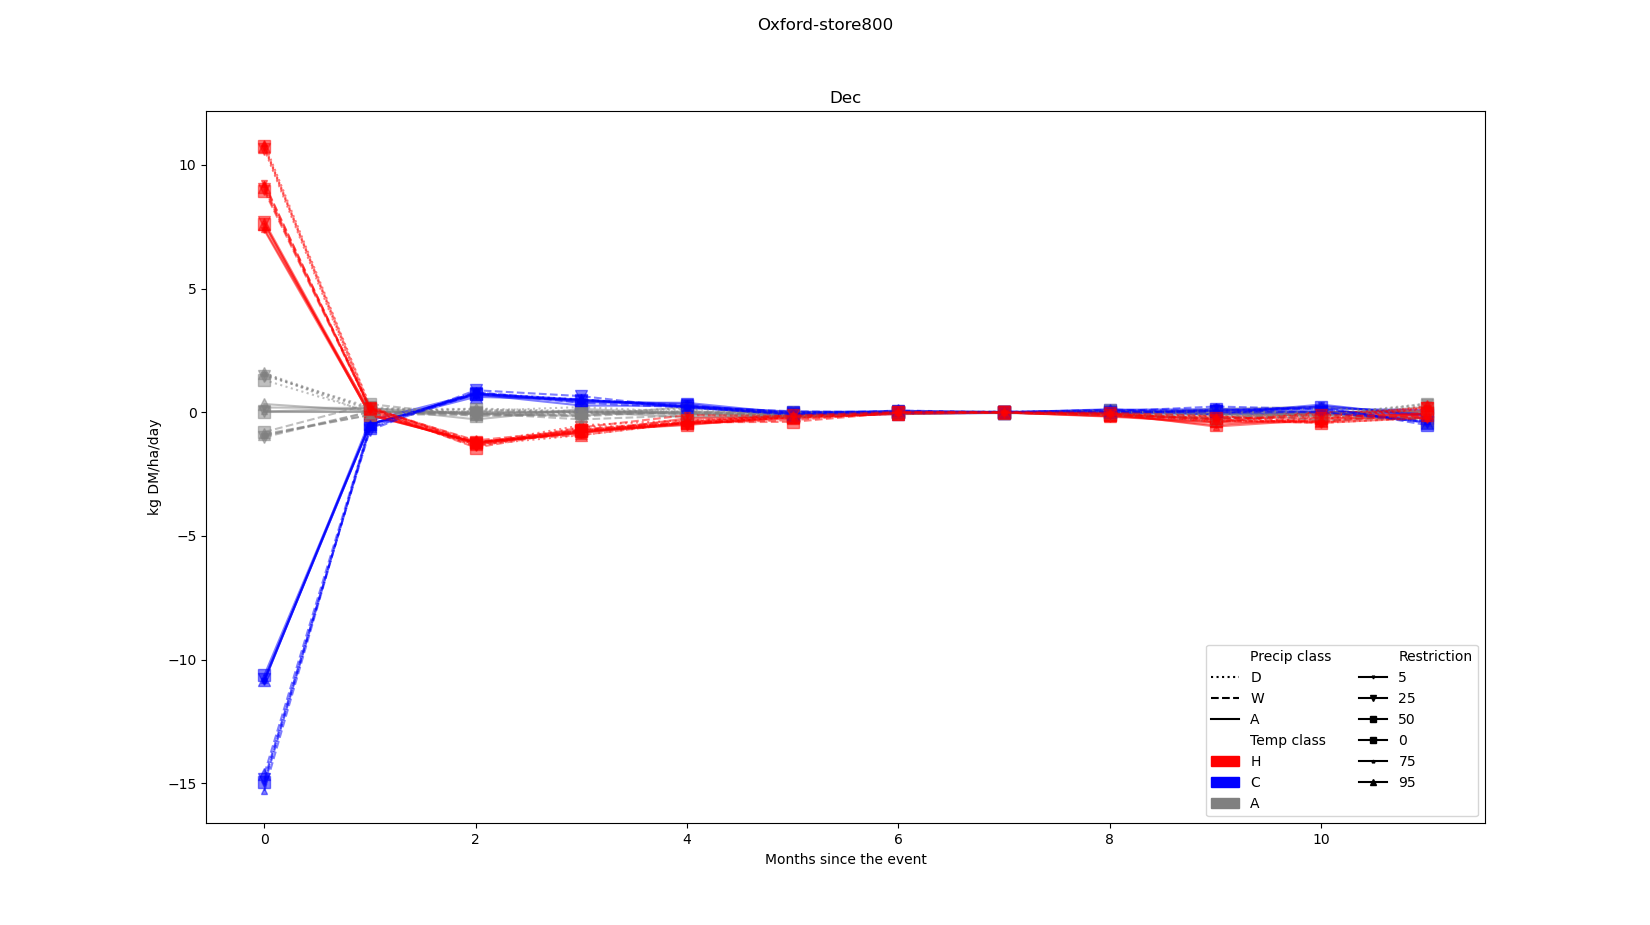 Oxford-store800
Dec
10
5
0
−5
−10
−15
kg DM/ha/day
0 2 4 6 8 10
Months since the event
Precip class
D
W
A
Temp class
H
C
A
Restriction
5
25
50
0
75
95